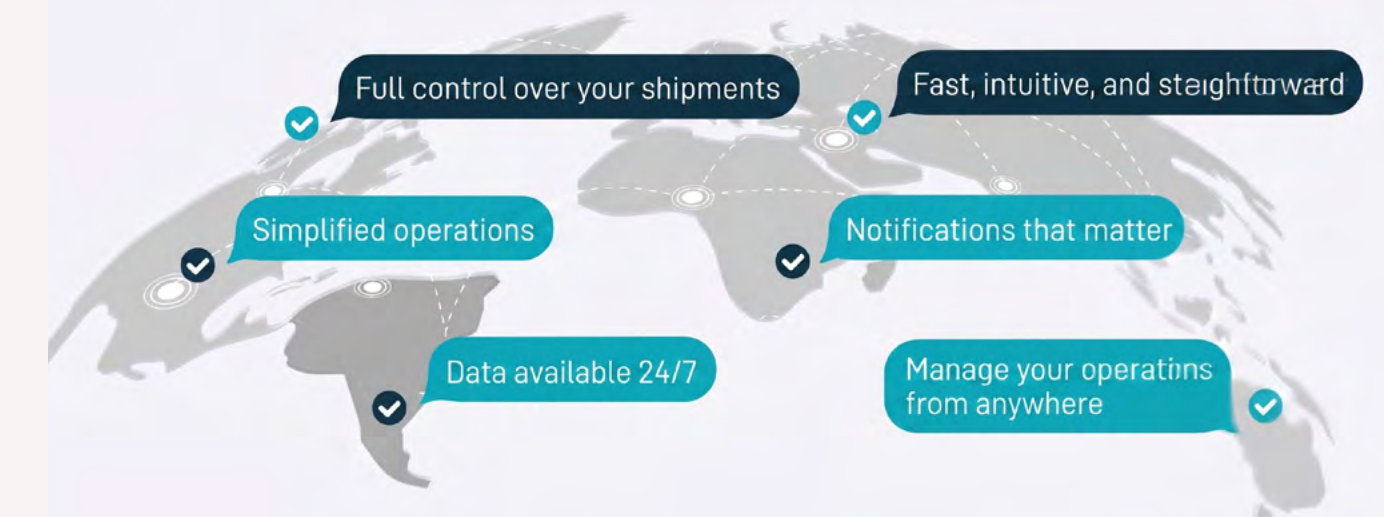 Full control over your shipments
Fast, intuitive, and staightforward
Simplified operations
Notifications that matter
Data available 24/7
Manage your operatins
from anywhere